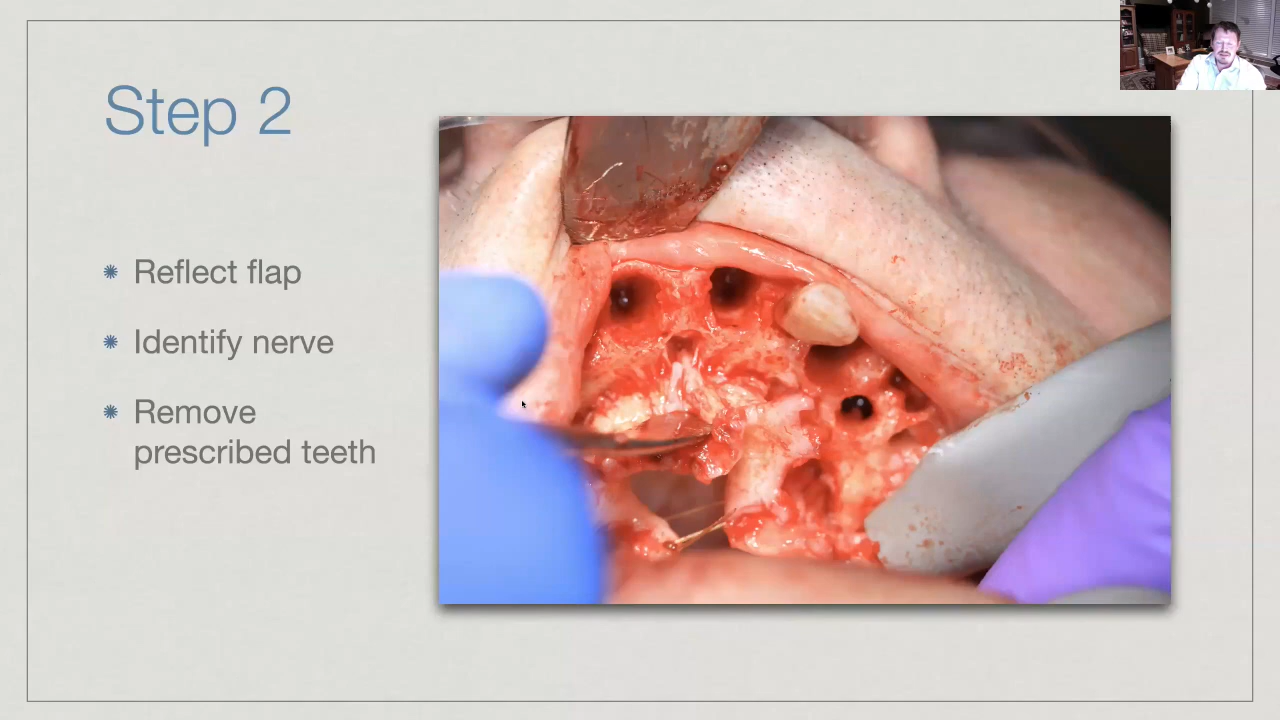 Step 2
Reflect flap
Identify nerve
Remove
prescribed teeth